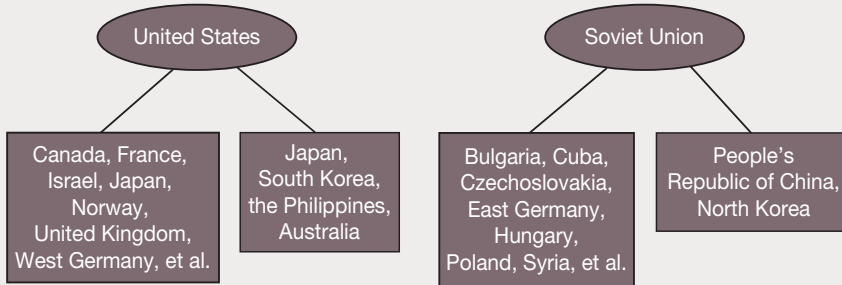 United States
Soviet Union
Canada, France,
Israel, Japan,
Norway,
United Kingdom,
West Germany, et al.
Japan,
South Korea,
the Philippines,
Australia
Bulgaria, Cuba,
Czechoslovakia,
East Germany,
Hungary,
Poland, Syria, et al.
People's
Republic of China,
North Korea